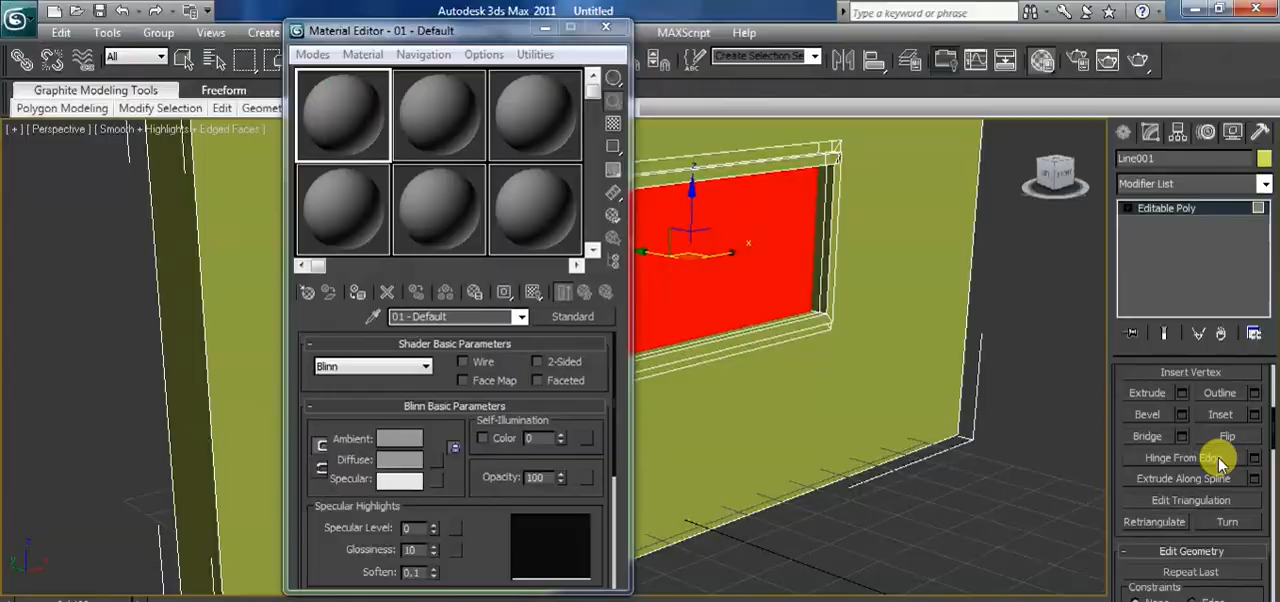 Autodesk 3ds Max 2011 Untitled
Type a keyword or phrase
Edit Tools Group Views Create MAXScript Help
All
Create Selection Se
Graphite Modeling Tools Freeform
Polygon Modeling Modify Selection Edit Geomet
[ + ] [ Perspective ] [ Smooth + Highlights + Edged Faces ]
Material Editor - 01 - Default
Modes Material Navigation Options Utilities
01 - Default Standard
Shader Basic Parameters
Blinn Wire 2-Sided
Face Map Faceted
Blinn Basic Parameters
Self-Illumination
Ambient: Color 0
Diffuse:
Specular: Opacity: 100
Specular Highlights
Specular Level: 0
Glossiness: 10
Soften: 0,1
z
x
Line001
Modifier List
Editable Poly
Insert Vertex
Extrude Outline
Bevel Inset
Bridge Flip
Hinge From Edge
Extrude Along Spline
Edit Triangulation
Retriangulate Turn
Edit Geometry
Repeat Last
Constraints